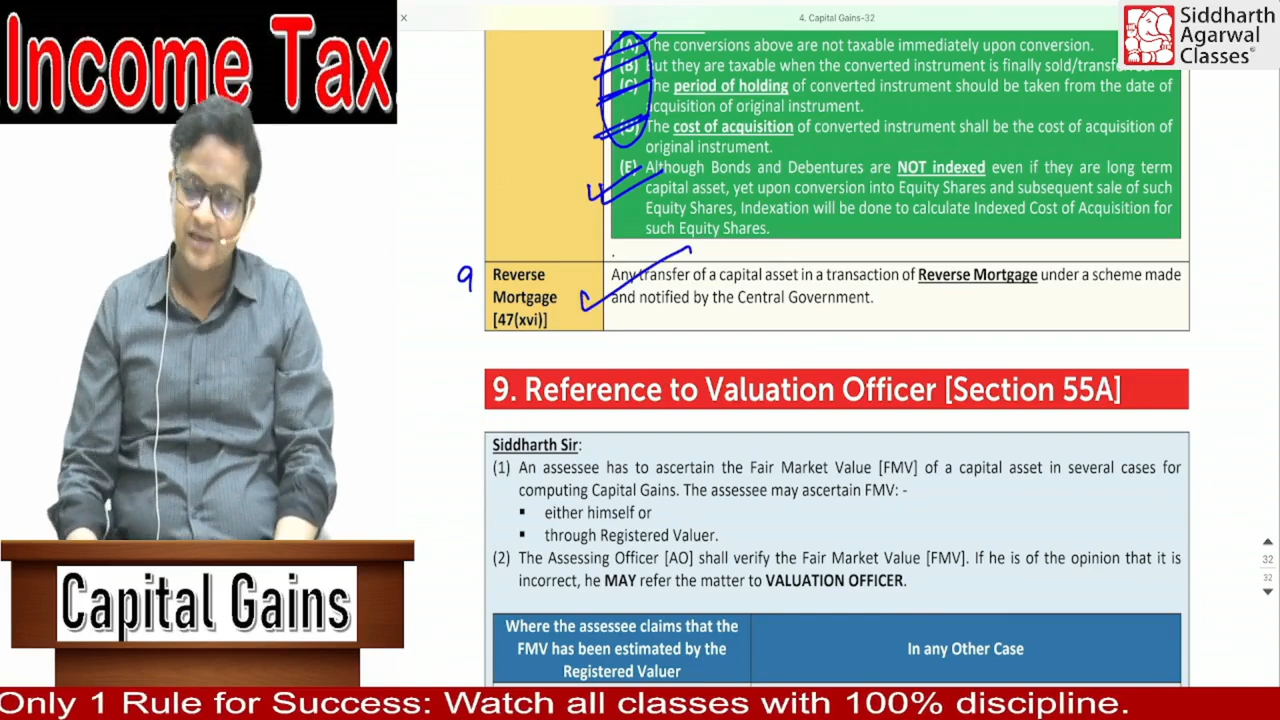 Income Tax
×
4. Capital Gains-32
Siddharth
Agarwal
Classes
(A) The conversions above are not taxable immediately upon conversion.
(B) But they are taxable when the converted instrument is finally sold/transfe
(C) The period of holding of converted instrument should be taken from the date of
acquisition of original instrument.
(D) The cost of acquisition of converted instrument shall be the cost of acquisition of
original instrument.
(E) Although Bonds and Debentures are NOT indexed even if they are long term
capital asset, yet upon conversion into Equity Shares and subsequent sale of such
Equity Shares, Indexation will be done to calculate Indexed Cost of Acquisition for
such Equity Shares.
.
9
Reverse
Mortgage
[47(xvi)]
Any transfer of a capital asset in a transaction of Reverse Mortgage under a scheme made
and notified by the Central Government.
9. Reference to Valuation Officer [Section 55A]
Siddharth Sir:
(1) An assessee has to ascertain the Fair Market Value [FMV] of a capital asset in several cases for
computing Capital Gains. The assessee may ascertain FMV: -
▪ either himself or
▪ through Registered Valuer.
(2) The Assessing Officer [AO] shall verify the Fair Market Value [FMV]. If he is of the opinion that it is
incorrect, he MAY refer the matter to VALUATION OFFICER.
Where the assessee claims that the
FMV has been estimated by the
Registered Valuer
In any Other Case
32
32
Capital Gains
Only 1 Rule for Success: Watch all classes with 100% discipline.